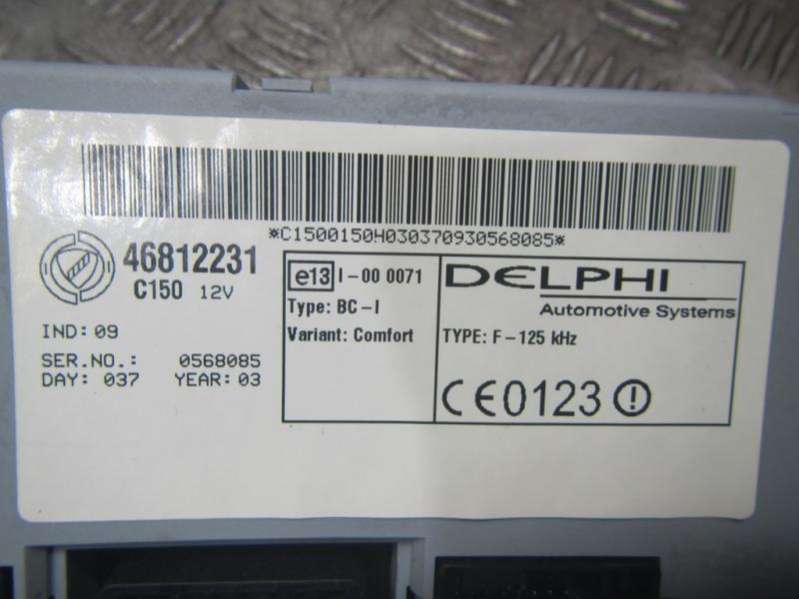 *C1500150H030370930568085*
46812231
C150 12V
IND: 09
SER.NO.: 0568085
DAY: 037 YEAR: 03
e13 I-00 0071
Type: BC-I
Variant: Comfort
DELPHI
Automotive Systems
TYPE: F-125 kHz
CE0123 !